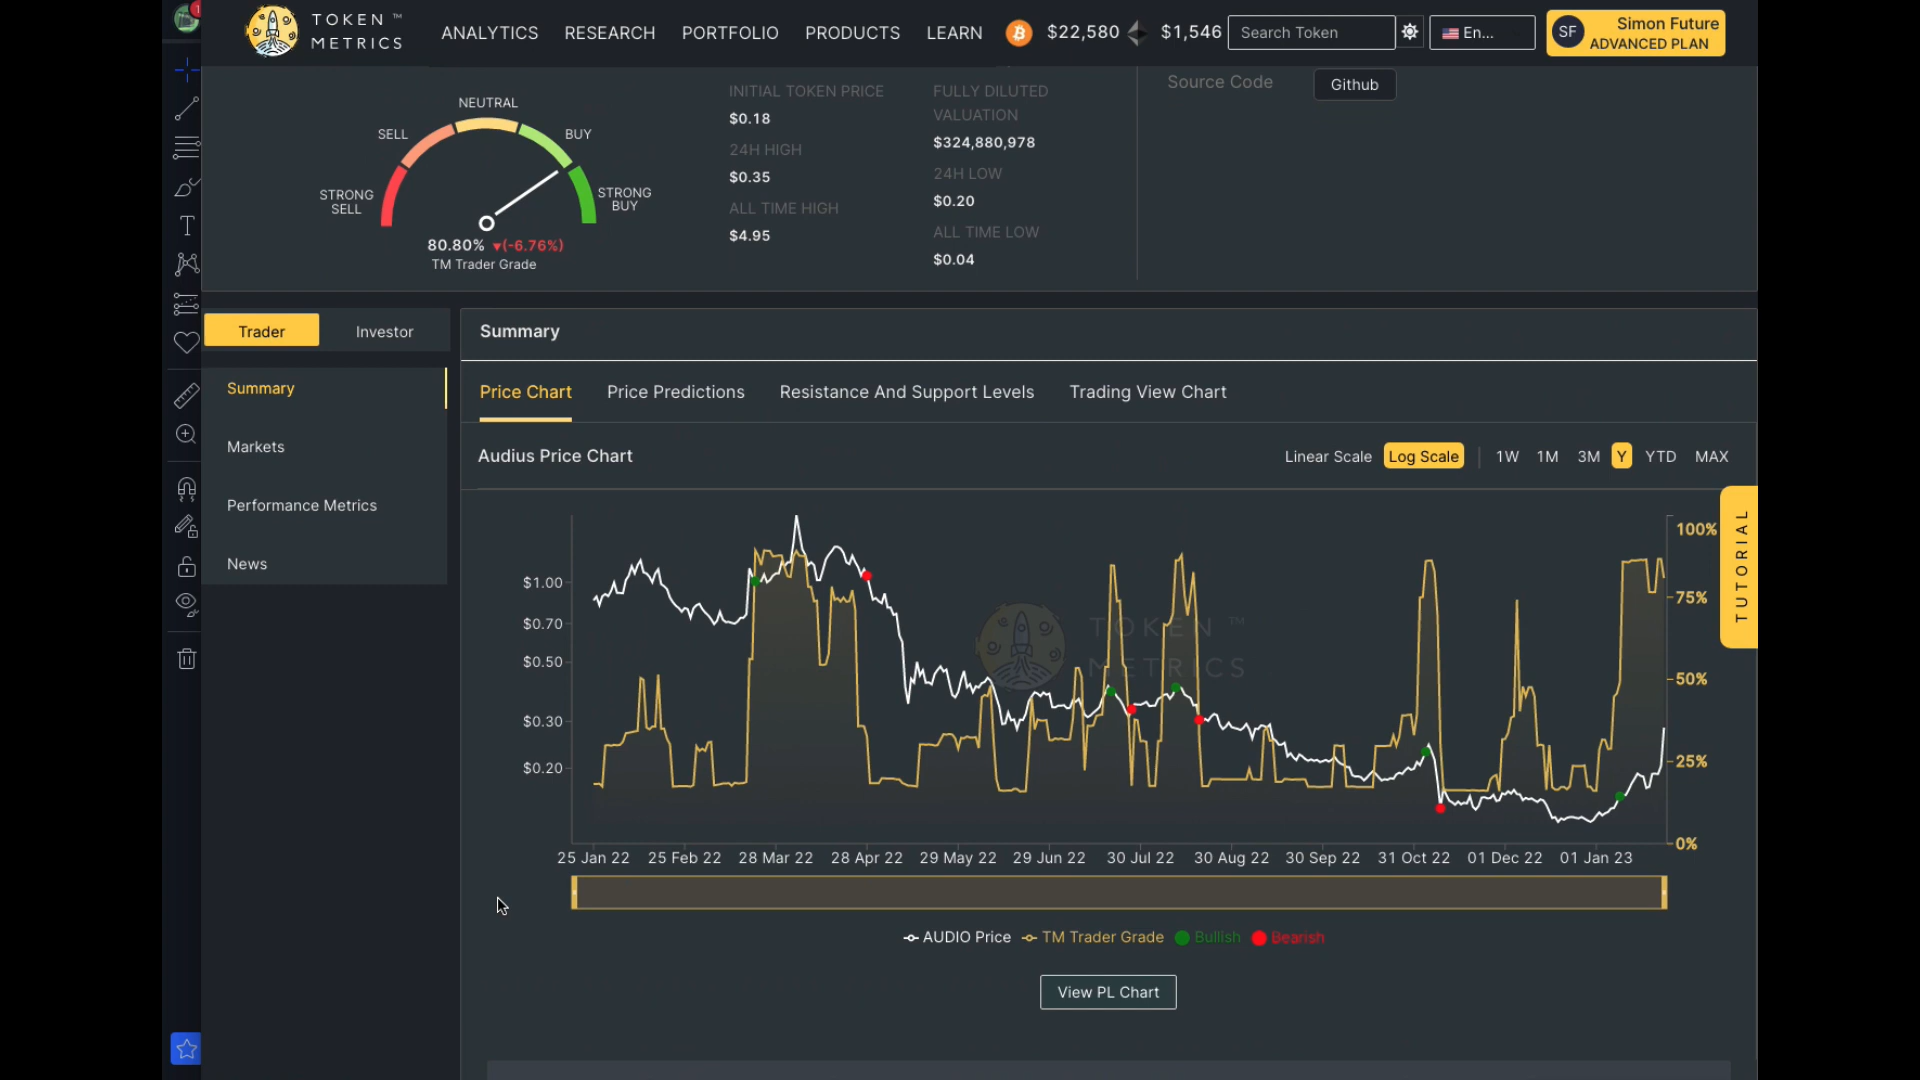 TOKEN ™
METRICS
ANALYTICS
RESEARCH
PORTFOLIO
PRODUCTS
LEARN
$22,580
$1,546
Search Token
En...
SF
Simon Future
ADVANCED PLAN
1
NEUTRAL
SELL
BUY
STRONG
SELL
STRONG
BUY
80.80% ▼(-6.76%)
TM Trader Grade
INITIAL TOKEN PRICE
$0.18
24H HIGH
$0.35
ALL TIME HIGH
$4.95
FULLY DILUTED
VALUATION
$324,880,978
24H LOW
$0.20
ALL TIME LOW
$0.04
Source Code
Github
Trader
Investor
Summary
Markets
Performance Metrics
News
Summary
Price Chart
Price Predictions
Resistance And Support Levels
Trading View Chart
Audius Price Chart
Linear Scale
Log Scale
1W
1M
3M
Y
YTD
MAX
TUTORIAL
$1.00
$0.70
$0.50
$0.30
$0.20
100%
75%
50%
25%
0%
TOKEN ™
METRICS
25 Jan 22
25 Feb 22
28 Mar 22
28 Apr 22
29 May 22
29 Jun 22
30 Jul 22
30 Aug 22
30 Sep 22
31 Oct 22
01 Dec 22
01 Jan 23
AUDIO Price
TM Trader Grade
Bullish
Bearish
View PL Chart